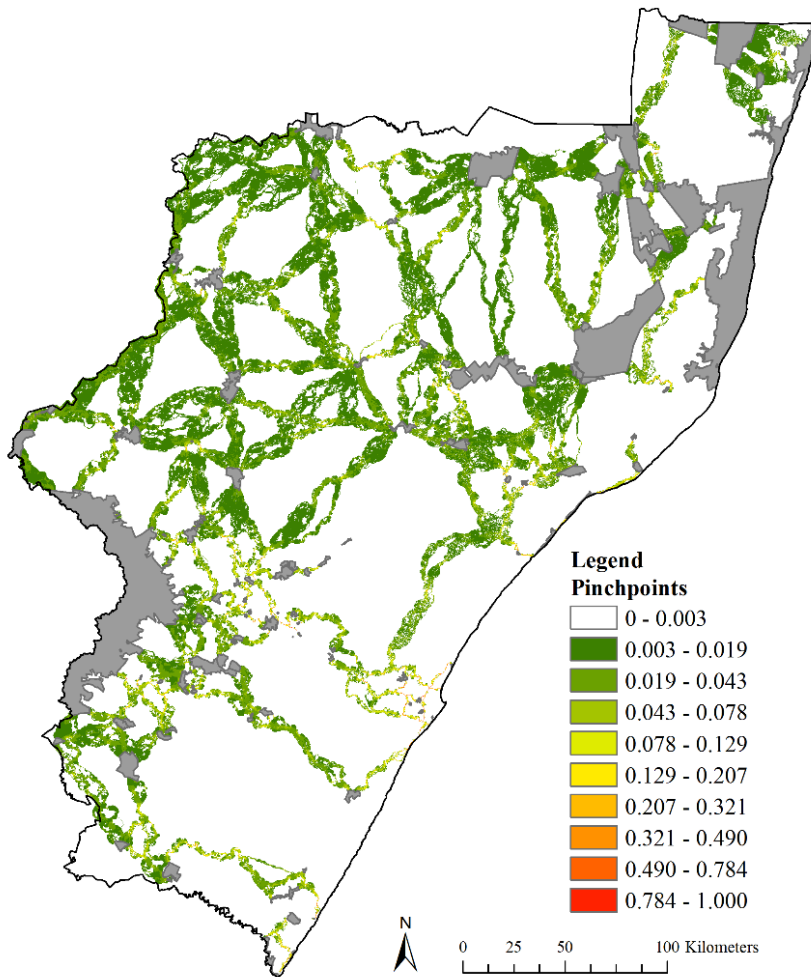 Legend
Pinchpoints
0 - 0.003
0.003 - 0.019
0.019 - 0.043
0.043 - 0.078
0.078 - 0.129
0.129 - 0.207
0.207 - 0.321
0.321 - 0.490
0.490 - 0.784
0.784 - 1.000
N
0 25 50 100 Kilometers